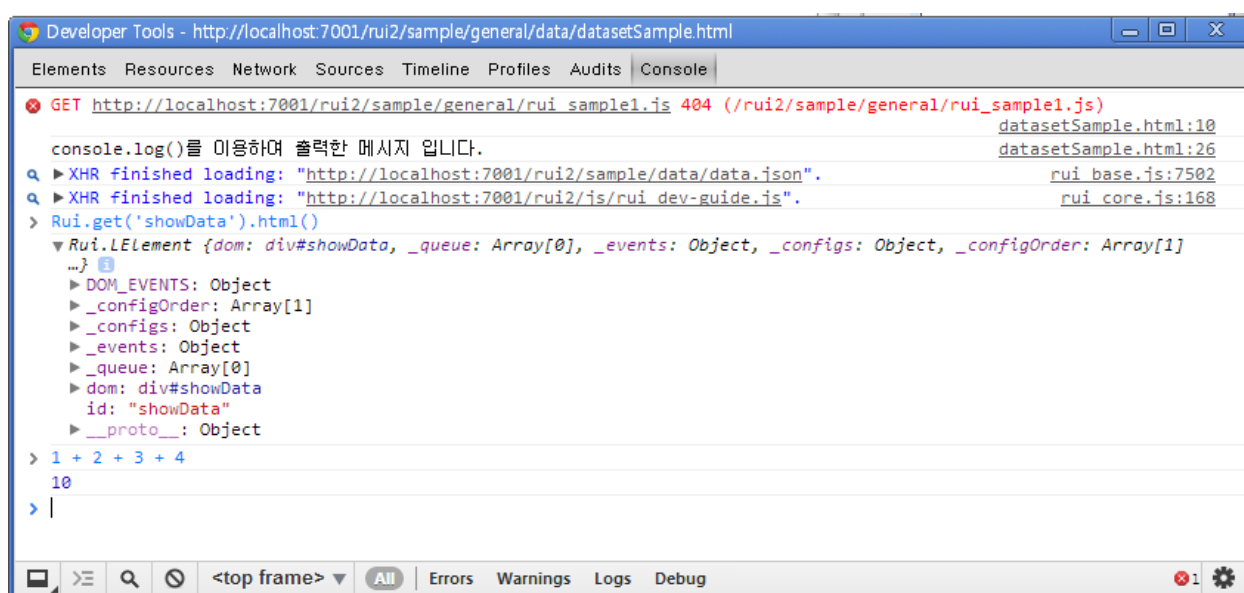 Developer Tools - http://localhost:7001/rui2/sample/general/data/datasetSample.html
Elements Resources Network Sources Timeline Profiles Audits Console
GET http://localhost:7001/rui2/sample/general/rui_sample1.js 404 (/rui2/sample/general/rui_sample1.js)
datasetSample.html:10
console.log()를 이용하여 출력한 메시지 입니다. datasetSample.html:26
▶XHR finished loading: "http://localhost:7001/rui2/sample/data/data.json". rui_base.js:7502
▶XHR finished loading: "http://localhost:7001/rui2/js/rui_dev-guide.js". rui_core.js:168
> Rui.get('showData').html()
▼Rui.LElement {dom: div#showData, _queue: Array[0], _events: Object, _configs: Object, _configOrder: Array[1]
…} i
▶DOM_EVENTS: Object
▶_configOrder: Array[1]
▶_configs: Object
▶_events: Object
▶_queue: Array[0]
▶dom: div#showData
id: "showData"
▶__proto__: Object
> 1 + 2 + 3 + 4
10
>
<top frame> ▼ All Errors Warnings Logs Debug 1